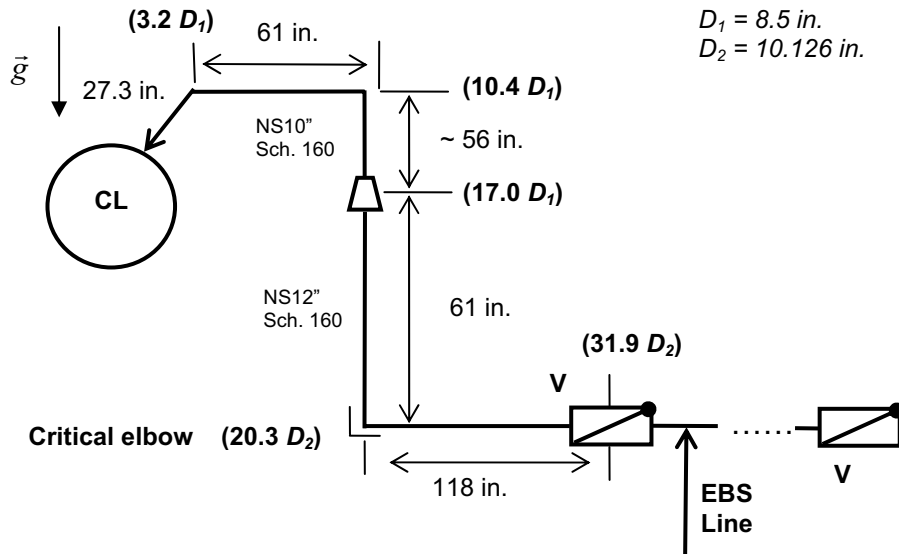 (3.2 D1)
61 in.
D1 = 8.5 in.
D2 = 10.126 in.
g
27.3 in.
(10.4 D1)
NS10”
Sch. 160
~ 56 in.
CL
(17.0 D1)
NS12”
Sch. 160
61 in.
(31.9 D2)
V
Critical elbow (20.3 D2)
118 in.
EBS
Line
V